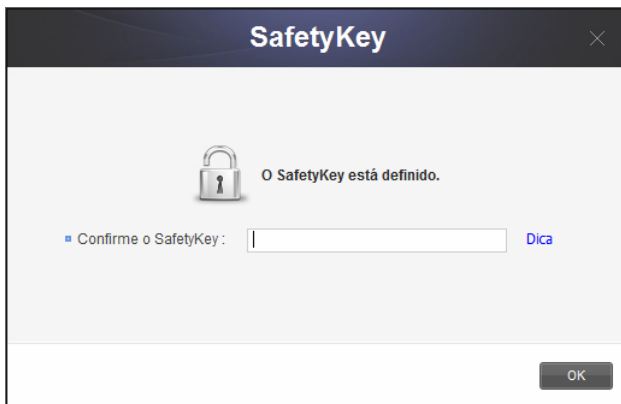 SafetyKey
O SafetyKey está definido.
Confirme o SafetyKey :
Dica
OK